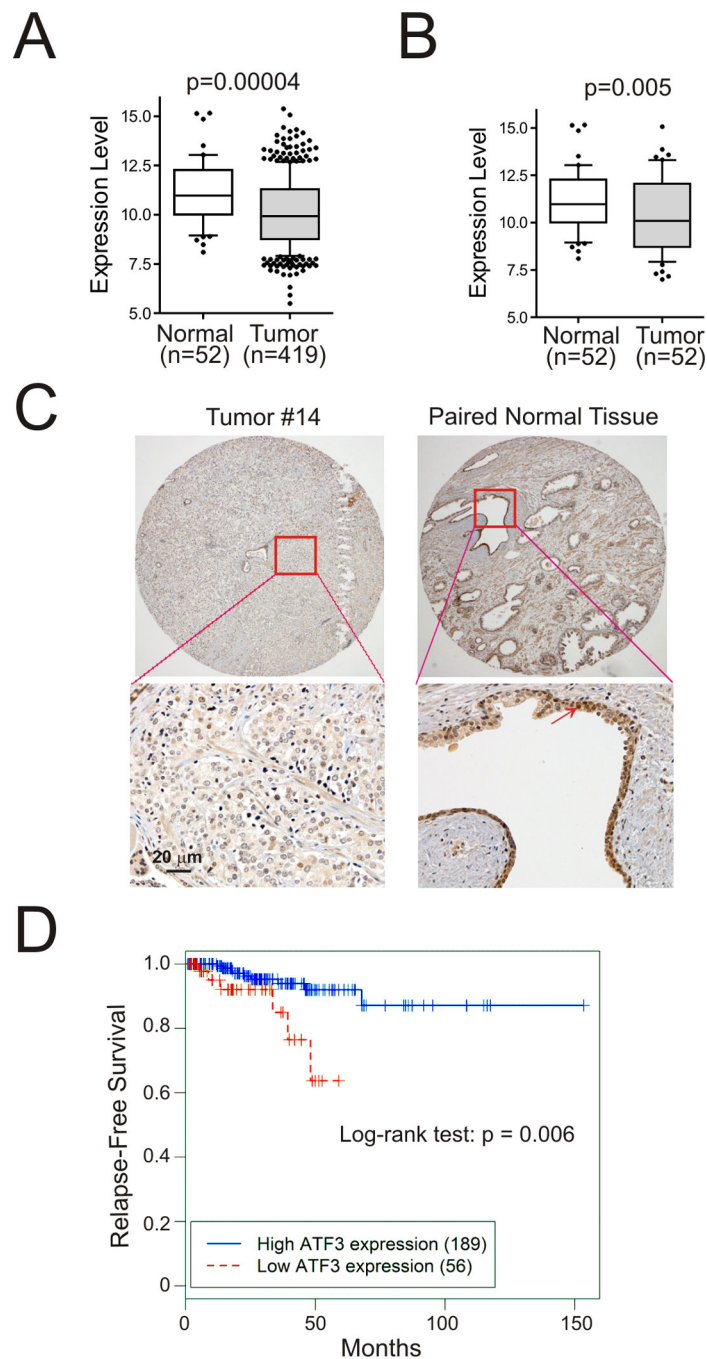 A
p=0.00004
Expression Level
15.0
12.5
10.0
7.5
5.0
Normal
(n=52)
Tumor
(n=419)
B
p=0.005
Expression Level
15.0
12.5
10.0
7.5
5.0
Normal
(n=52)
Tumor
(n=52)
C
Tumor #14
Paired Normal Tissue
20 μm
D
Relapse-Free Survival
1.0
0.8
0.6
0.4
0.2
0
Log-rank test: p = 0.006
High ATF3 expression (189)
Low ATF3 expression (56)
0
50
100
150
Months